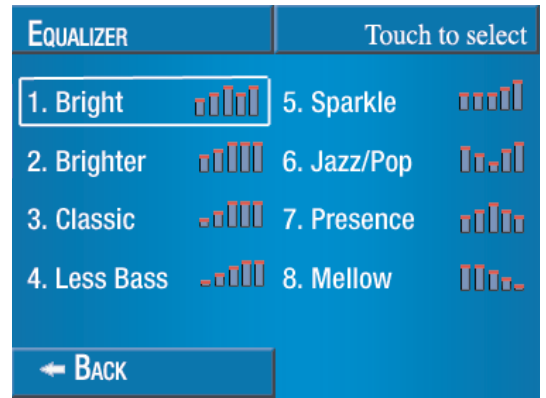 EQUALIZER
Touch to select
1. Bright
2. Brighter
3. Classic
4. Less Bass
5. Sparkle
6. Jazz/Pop
7. Presence
8. Mellow
BACK